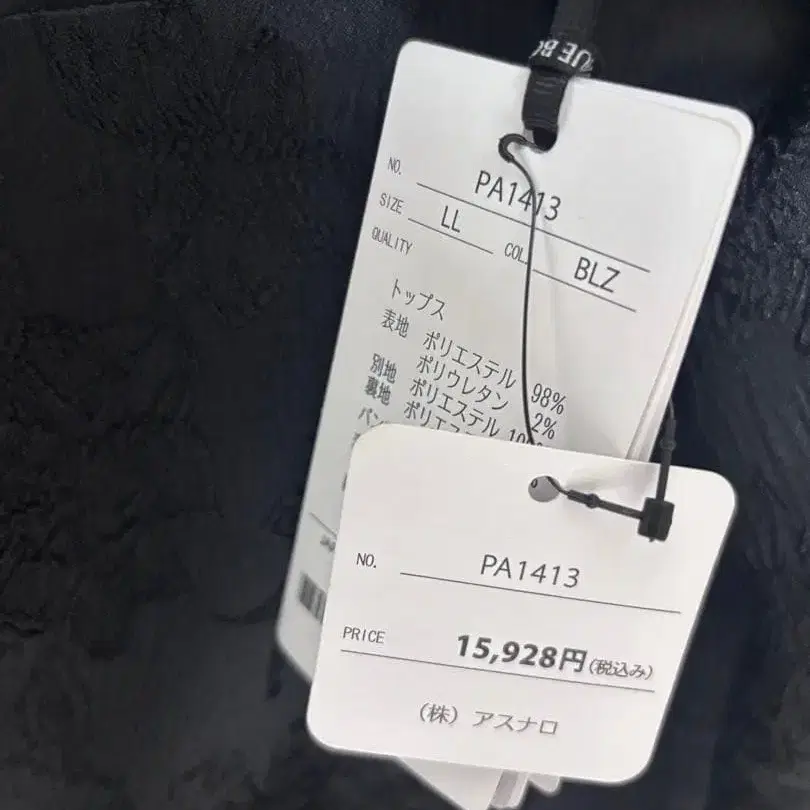 NO. PA1413
SIZE LL COL. BLZ
QUALITY
トップス
表地 ポリエステル 98%
ポリウレタン 2%
別地 ポリエステル
裏地
NO. PA1413
PRICE 15,928円(税込み)
(株) アスナロ